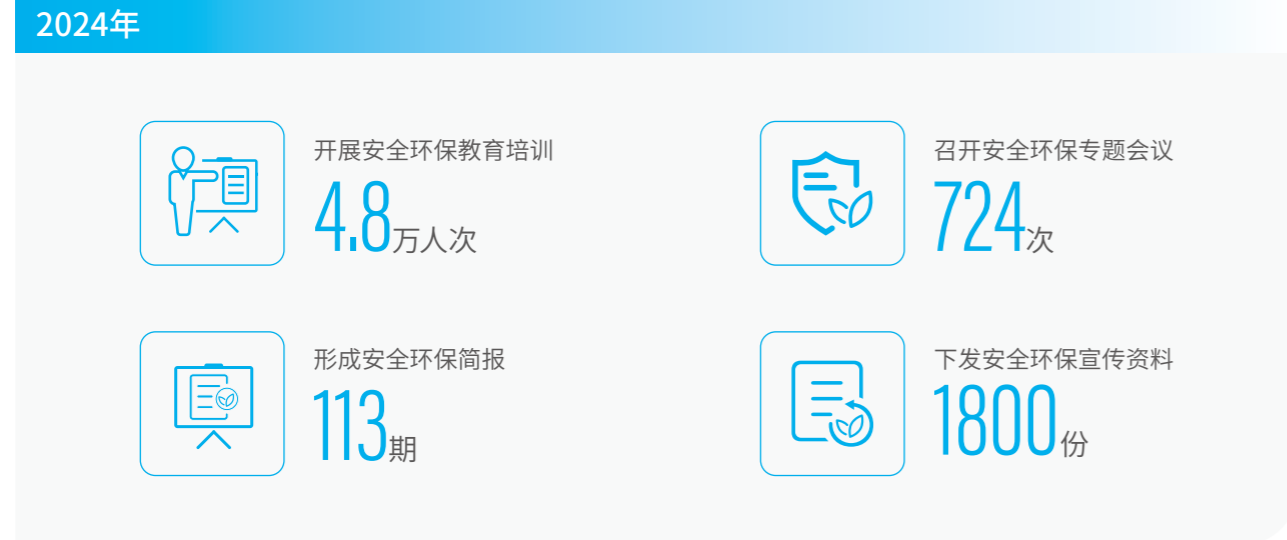 2024年
开展安全环保教育培训
4.8万人次
召开安全环保专题会议
724次
形成安全环保简报
113期
下发安全环保宣传资料
1800份